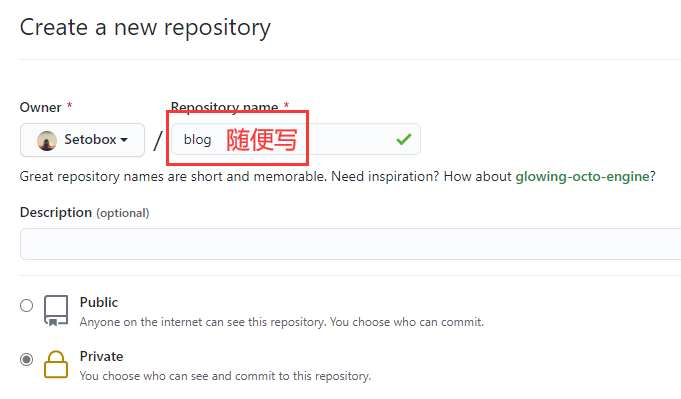 Create a new repository
Owner * Repository name *
Setobox / blog 随便写
Great repository names are short and memorable. Need inspiration? How about glowing-octo-engine?
Description (optional)
Public
Anyone on the internet can see this repository. You choose who can commit.
Private
You choose who can see and commit to this repository.